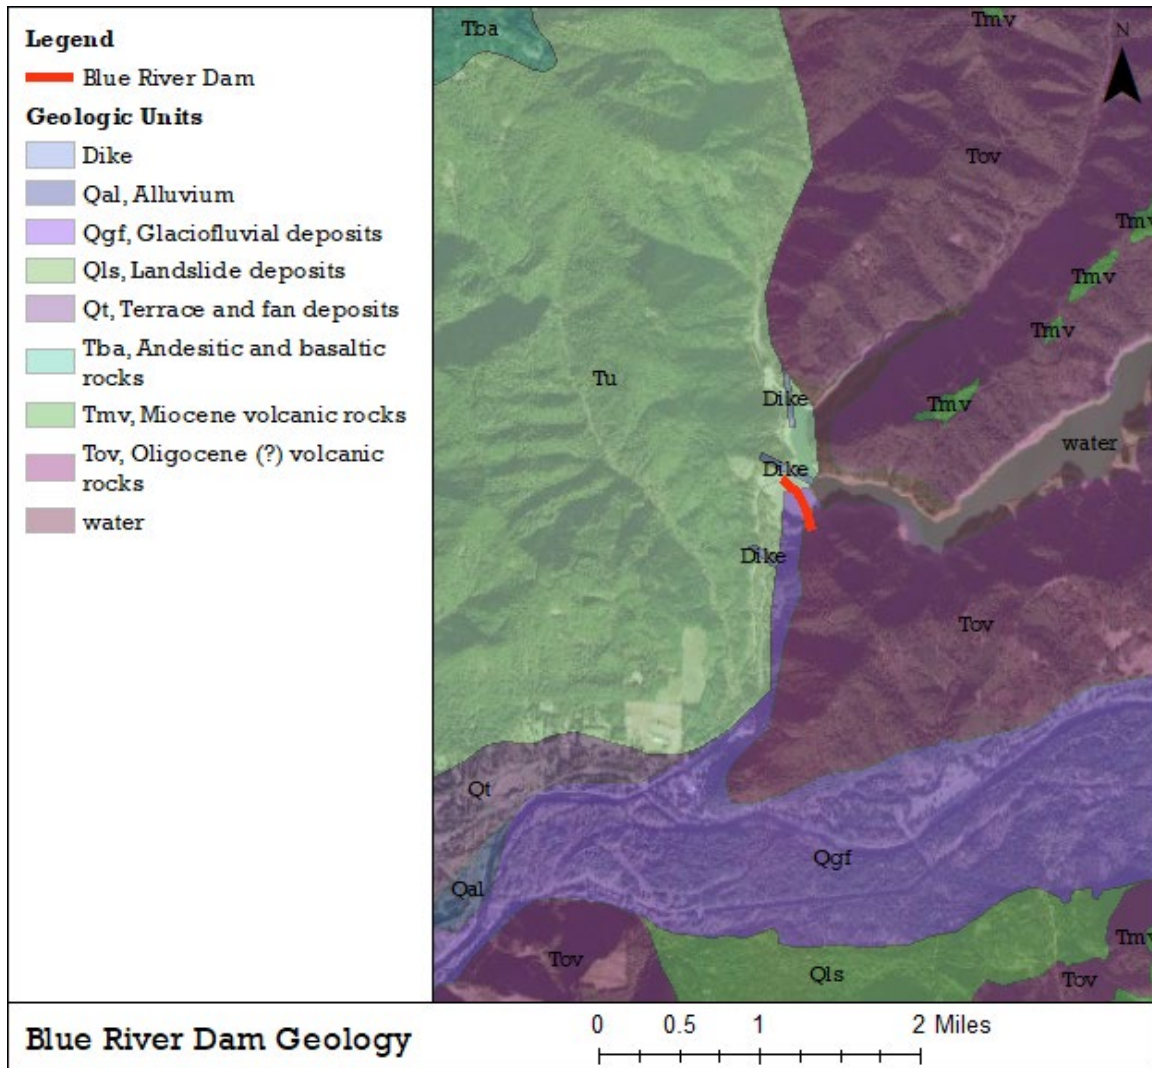 Legend
Blue River Dam
Geologic Units
Dike
Qal, Alluvium
Qgf, Glaciofluvial deposits
Qls, Landslide deposits
Qt, Terrace and fan deposits
Tba, Andesitic and basaltic
rocks
Tmv, Miocene volcanic rocks
Tov, Oligocene (?) volcanic
rocks
water
Tba
Tmv
N
Tov
Tmv
Tmv
Tmv
Tu
Dike
Tmv
water
Dike
Dike
Tov
Qt
Qgf
Qal
Tov
Qls
Tov
Tmv
Blue River Dam Geology
0 0.5 1 2 Miles